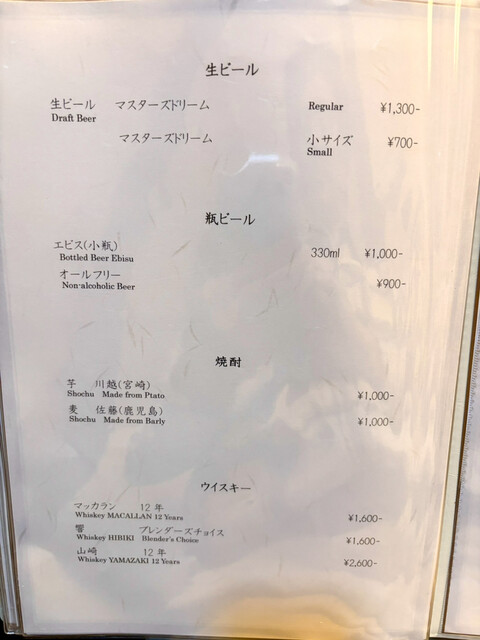 生ビール
生ビール マスターズドリーム Regular ¥1,300-
Draft Beer
マスターズドリーム 小サイズ ¥700-
Small
瓶ビール
エビス(小瓶) 330ml ¥1,000-
Bottled Beer Ebisu
オールフリー ¥900-
Non-alcoholic Beer
焼酎
芋 川越(宮崎) ¥1,000-
Shochu Made from Ptato
麦 佐藤(鹿児島) ¥1,000-
Shochu Made from Barly
ウイスキー
マッカラン 12年 ¥1,600-
Whiskey MACALLAN 12 Years
響 ブレンダーズチョイス ¥1,600-
Whiskey HIBIKI Blender's Choice
山崎 12年 ¥2,600-
Whiskey YAMAZAKI 12 Years